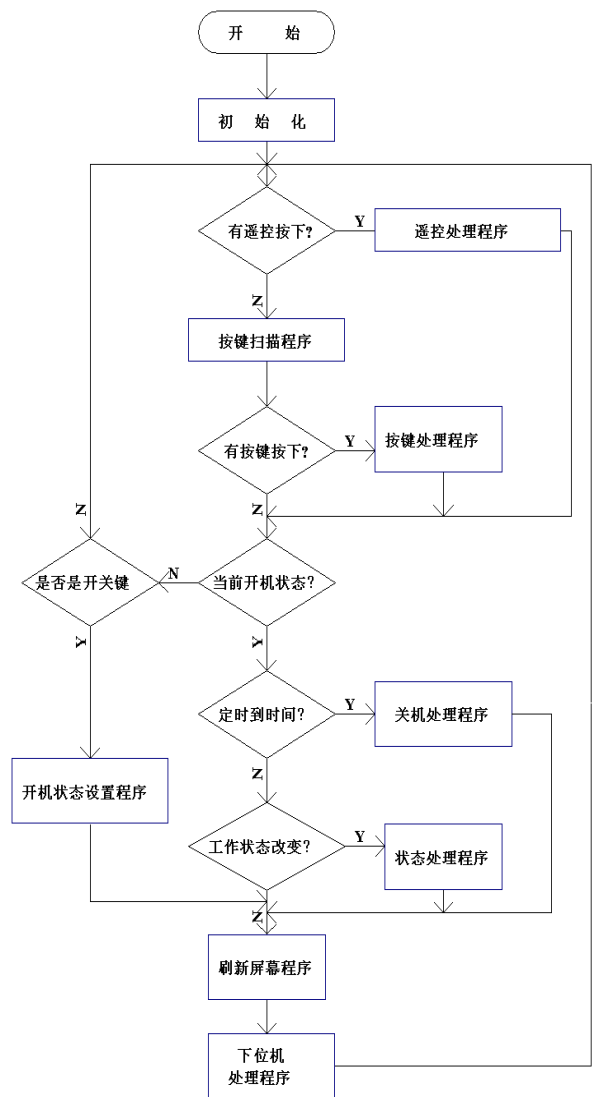 开 始
初 始 化
有遥控按下?
Y
遥控处理程序
N
按键扫描程序
有按键按下?
Y
按键处理程序
N
N
是否是开关键
N
当前开机状态?
Y
Y
定时到时间?
Y
关机处理程序
开机状态设置程序
N
工作状态改变?
Y
状态处理程序
N
刷新屏幕程序
下位机
处理程序